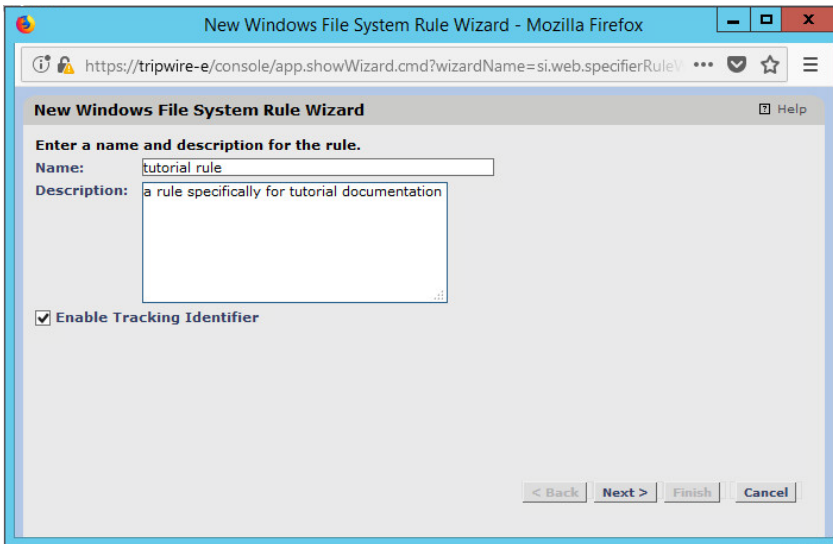 New Windows File System Rule Wizard - Mozilla Firefox
https://tripwire-e/console/app.showWizard.cmd?wizardName=si.web.specifierRule
New Windows File System Rule Wizard
? Help
Enter a name and description for the rule.
Name: tutorial rule
Description: a rule specifically for tutorial documentation
Enable Tracking Identifier
< Back Next > Finish Cancel